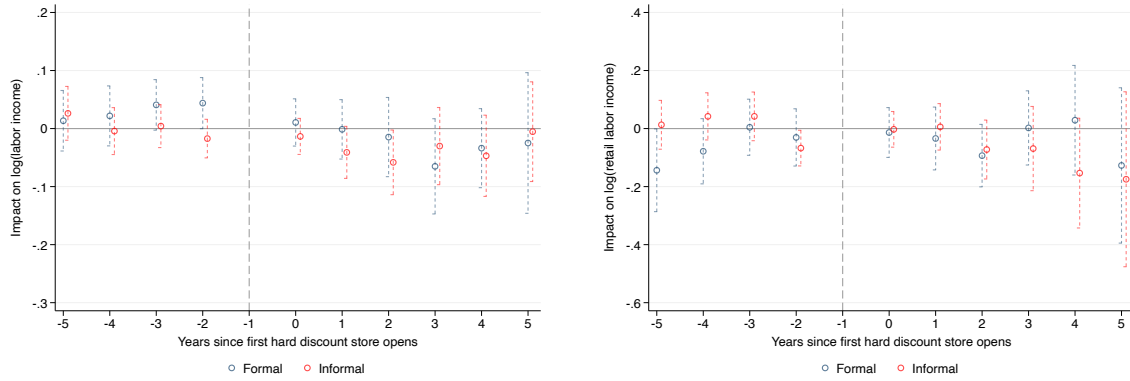 Impact on log(labor income)
.2
.1
0
-.1
-.2
-.3
-5 -4 -3 -2 -1 0 1 2 3 4 5
Years since first hard discount store opens
Formal Informal
Impact on log(retail labor income)
.4
.2
0
-.2
-.4
-.6
-5 -4 -3 -2 -1 0 1 2 3 4 5
Years since first hard discount store opens
Formal Informal